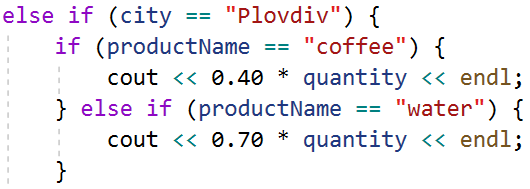 else if (city == "Plovdiv") {
    if (productName == "coffee") {
        cout << 0.40 * quantity << endl;
    } else if (productName == "water") {
        cout << 0.70 * quantity << endl;
    }